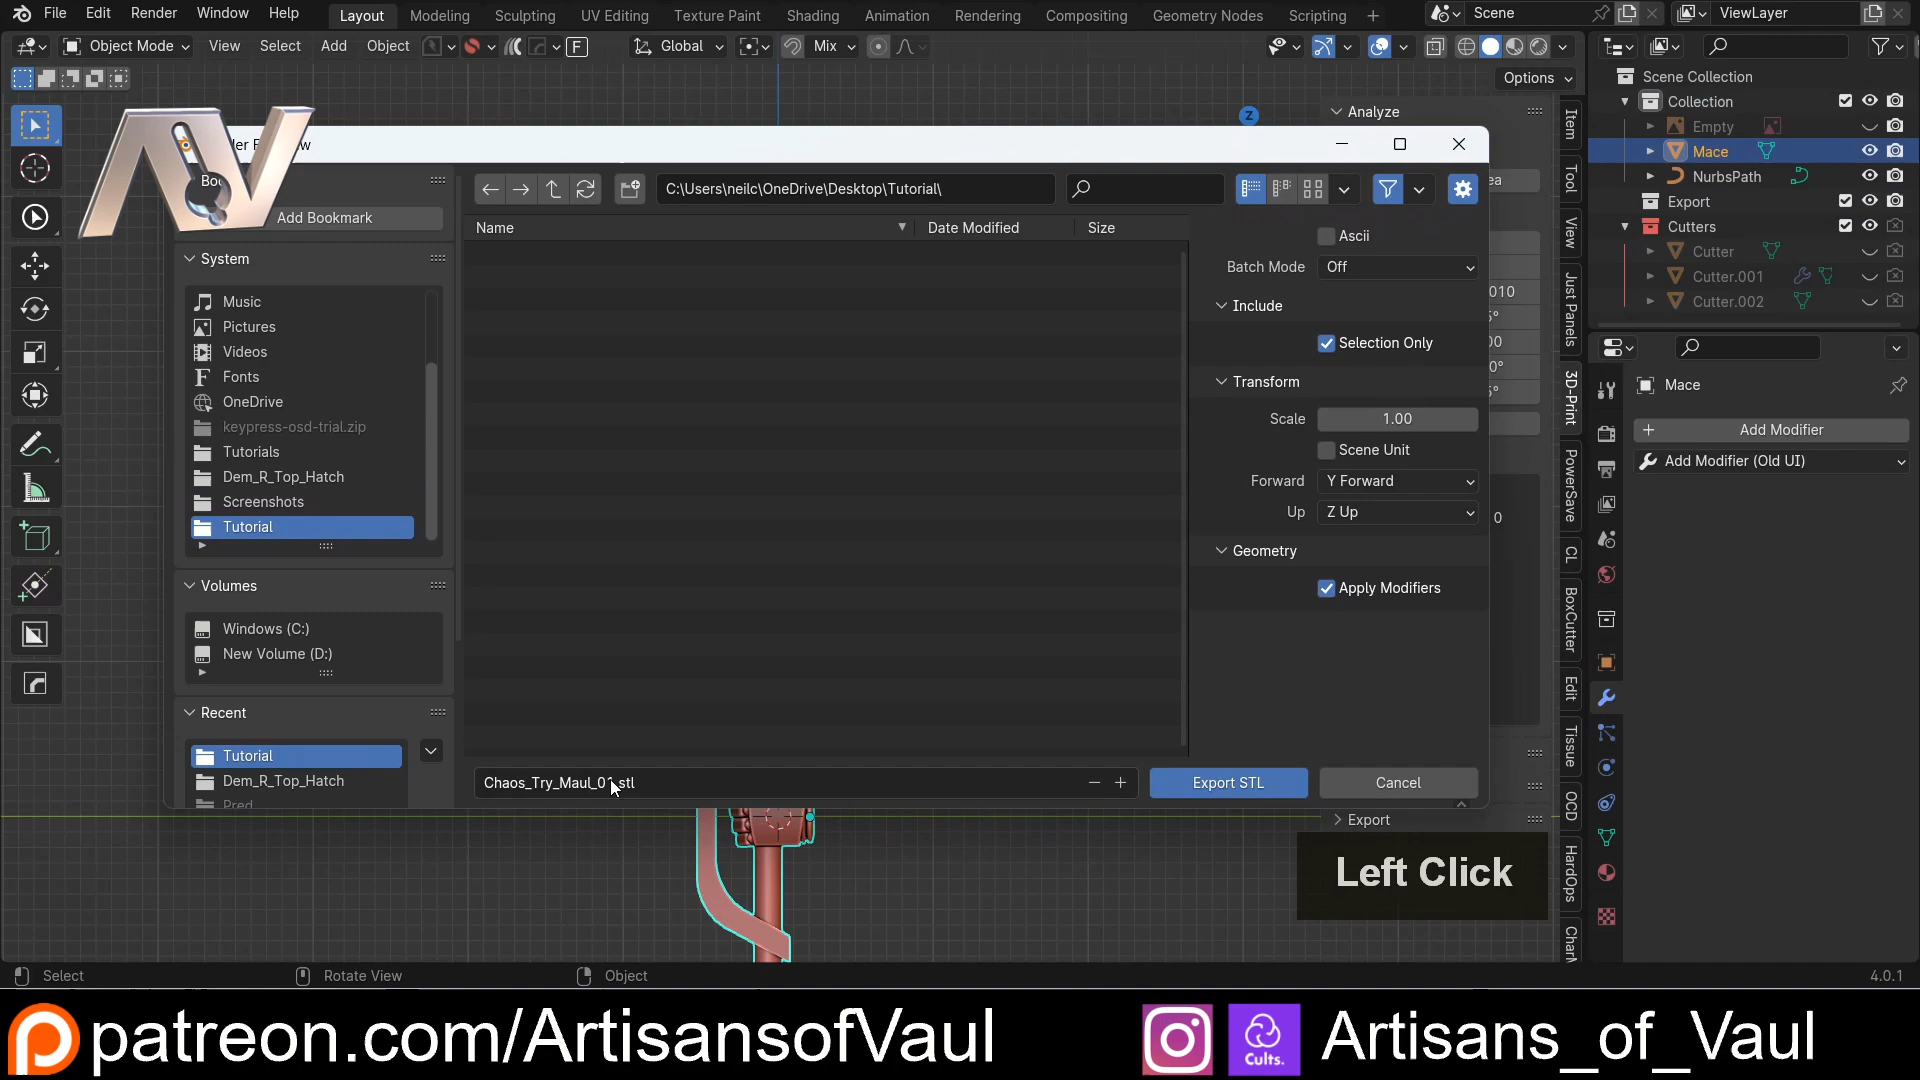 File Edit Render Window Help Layout Modeling Sculpting UV Editing Texture Paint Shading Animation Rendering Compositing Geometry Nodes Scripting + Scene ViewLayer
Object Mode View Select Add Object F Global Mix
Options
Scene Collection
Collection
Empty
Mace
NurbsPath
Export
Cutters
Cutter
Cutter.001
Cutter.002
Mace
Add Modifier
Add Modifier (Old UI)
Z
Analyze
Add Bookmark
C:\Users\neilc\OneDrive\Desktop\Tutorial\
Name Date Modified Size
System
Music
Pictures
Videos
Fonts
OneDrive
keypress-osd-trial.zip
Tutorials
Dem_R_Top_Hatch
Screenshots
Tutorial
Volumes
Windows (C:)
New Volume (D:)
Recent
Tutorial
Dem_R_Top_Hatch
Pred
Ascii
Batch Mode Off
Include
Selection Only
Transform
Scale 1.00
Scene Unit
Forward Y Forward
Up Z Up
Geometry
Apply Modifiers
Export STL Cancel
Export
Item
Tool
View
Just Panels
3D-Print
PowerSave
CL
BoxCutter
Edit
Tissue
OCD
HardOps
Left Click
Select Rotate View Object 4.0.1
patreon.com/ArtisansofVaul Cults. Artisans_of_Vaul